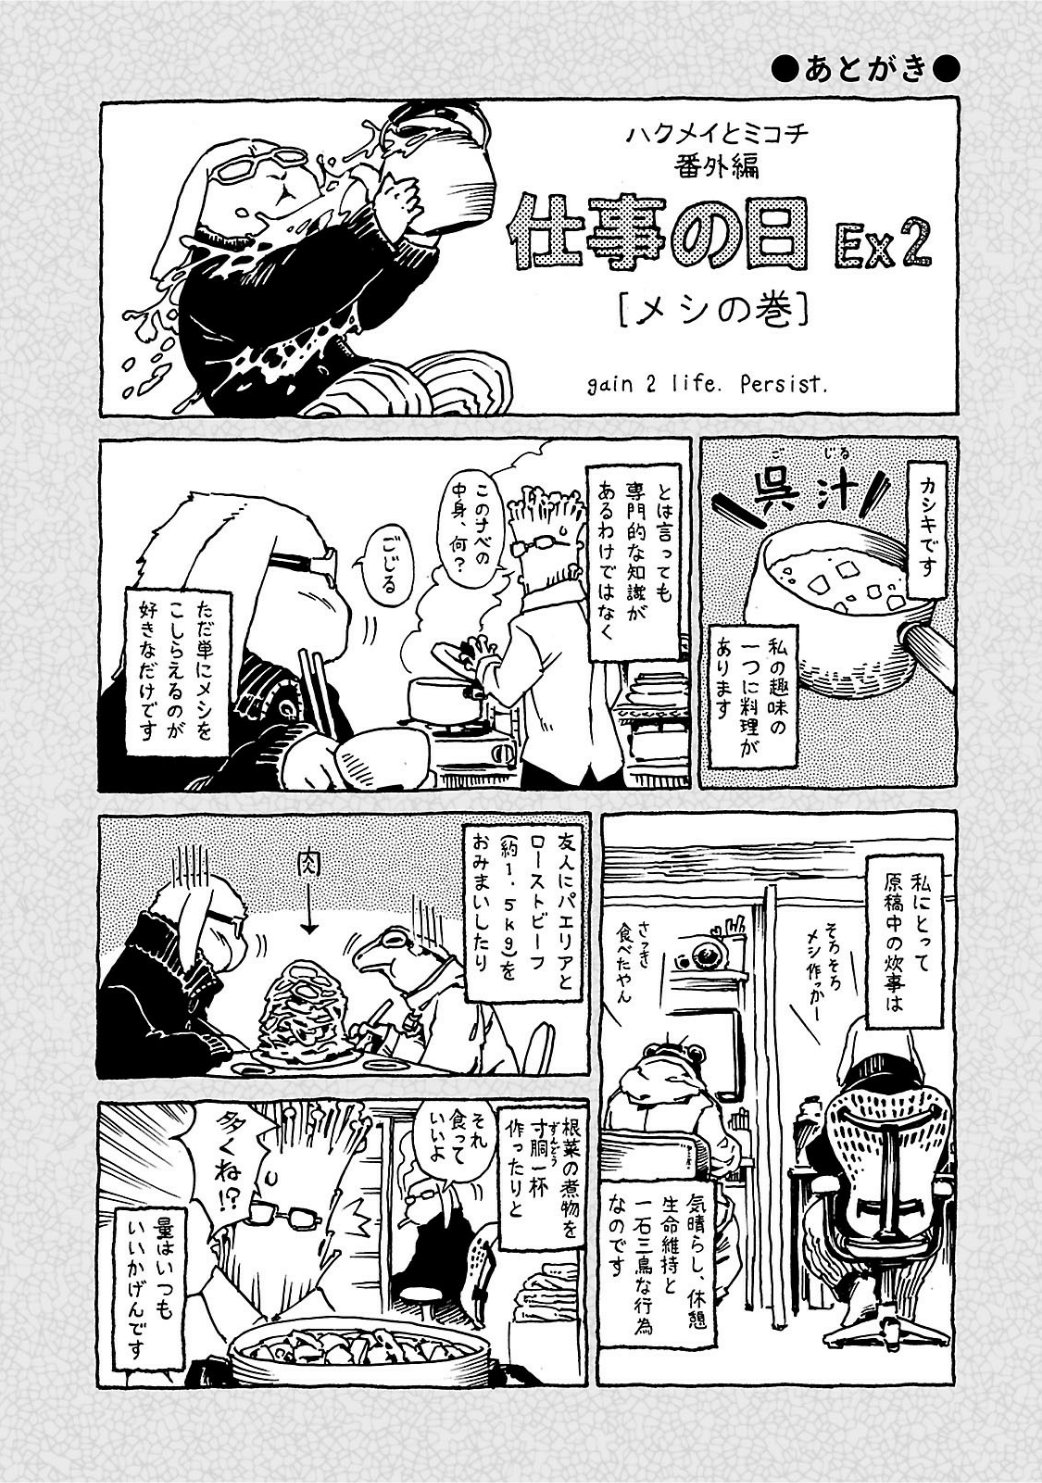 ●あとがき●
ハクメイとミコチ
番外編
仕事の日 Ex2
[メシの巻]
gain 2 life. Persist.
カシキです
ごじる
呉汁
私の趣味の
一つに料理が
あります
とは言っても
専門的な知識が
あるわけではなく
このナベの
中身、何?
ごじる
ただ単にメシを
こしらえるのが
好きなだけです
私にとって
原稿中の炊事は
そろそろ
メシ作っかー
さっき
食べたやん
気晴らし、休憩
生命維持と
一石三鳥な行為
なのです
友人にパエリアと
ローストビーフ
(約1.5kg)を
おみまいしたり
肉
根菜の煮物を
ずんどう
寸胴一杯
作ったりと
それ
食って
いいよ
多くね!?
量はいつも
いいかげんです